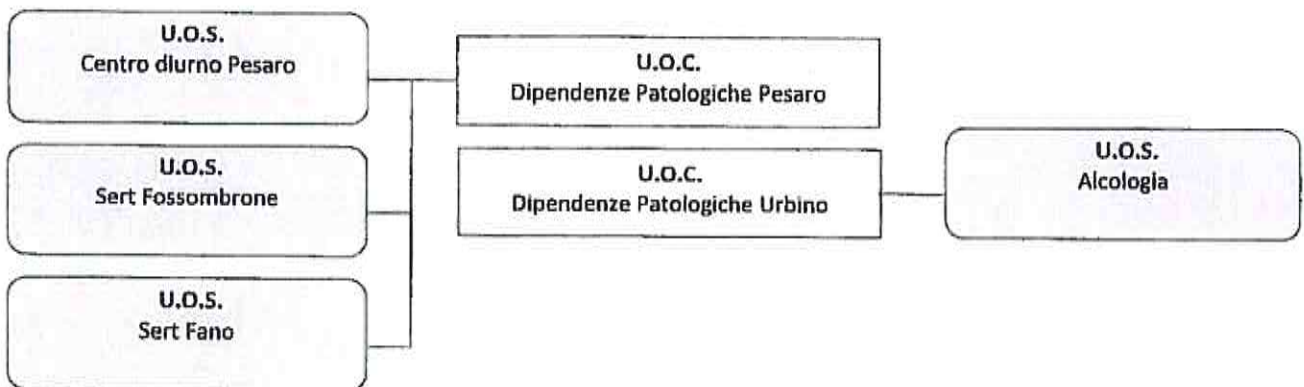 U.O.S.
Centro diurno Pesaro
U.O.S.
Sert Fossombrone
U.O.S.
Sert Fano
U.O.C.
Dipendenze Patologiche Pesaro
U.O.C.
Dipendenze Patologiche Urbino
U.O.S.
Alcologia